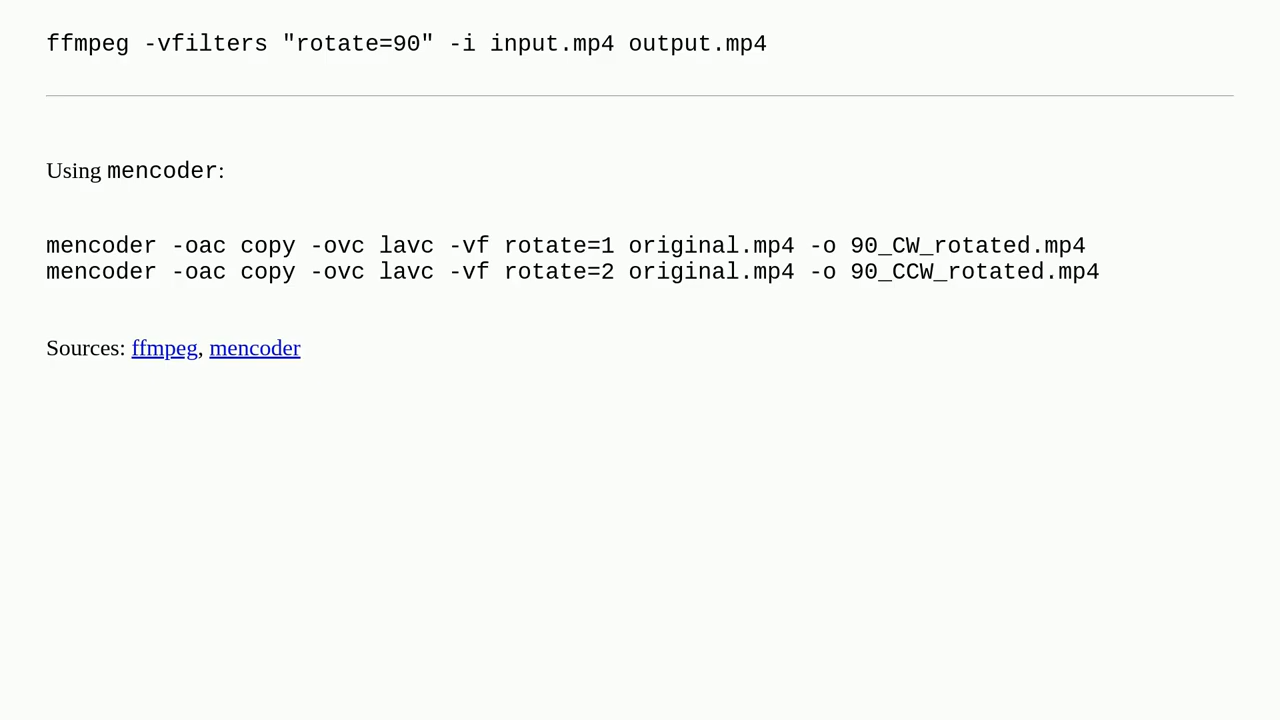 ffmpeg -vfilters "rotate=90" -i input.mp4 output.mp4
Using mencoder:
mencoder -oac copy -ovc lavc -vf rotate=1 original.mp4 -o 90_CW_rotated.mp4
mencoder -oac copy -ovc lavc -vf rotate=2 original.mp4 -o 90_CCW_rotated.mp4
Sources: ffmpeg, mencoder